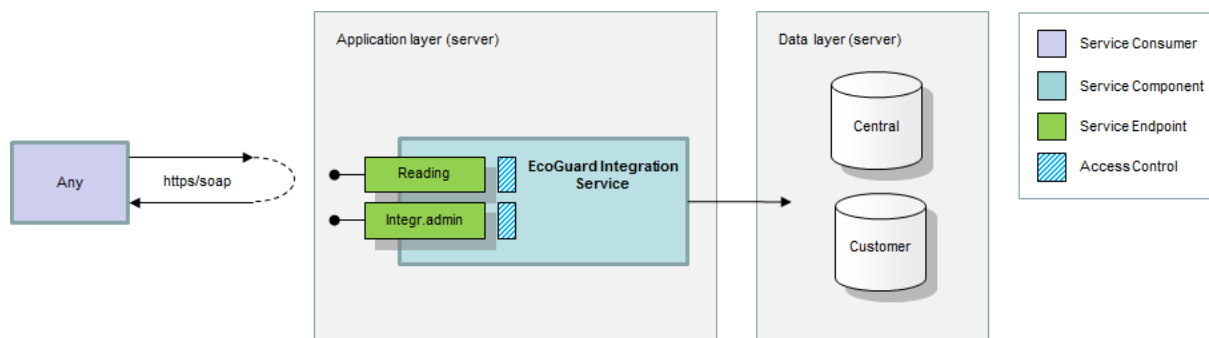 Application layer (server)
Data layer (server)
Service Consumer
Service Component
Service Endpoint
Access Control
Any
https/soap
Reading
Integr.admin
EcoGuard Integration
Service
Central
Customer